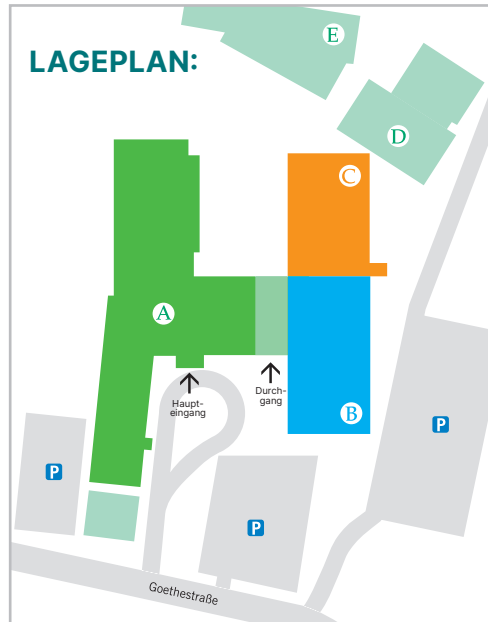 LAGEPLAN:
E
D
C
A
Haupt-
eingang
Durch-
gang
B
P
P
P
Goethestraße